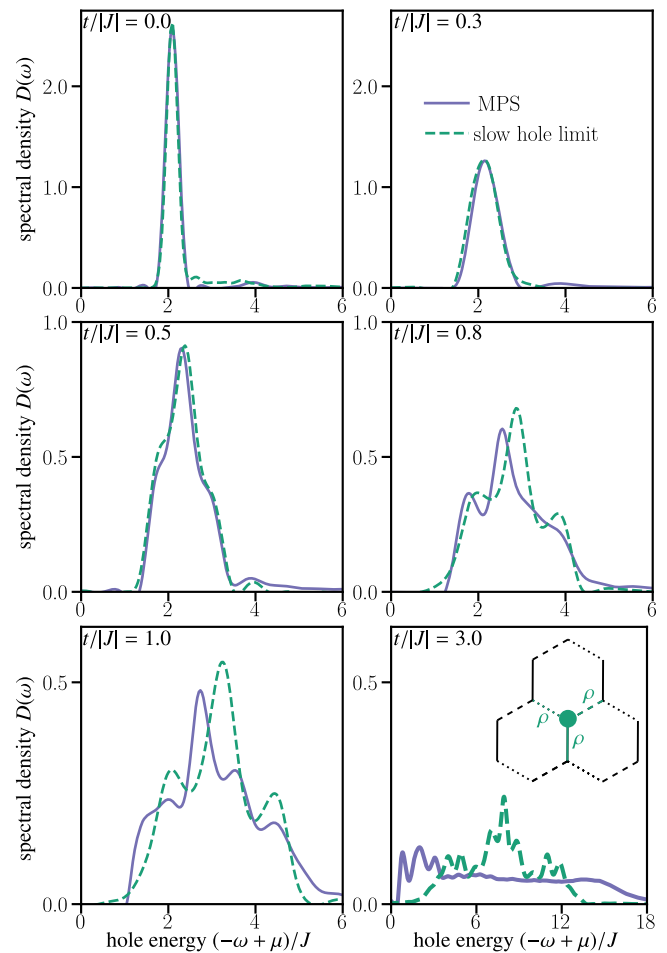 t/|J| = 0.0
t/|J| = 0.3
spectral density D(ω)
2.0
1.0
0.0
0 2 4 6
2.0
1.0
0.0
0 2 4 6
MPS
slow hole limit
t/|J| = 0.5
t/|J| = 0.8
spectral density D(ω)
1.0
0.5
0.0
0 2 4 6
1.0
0.5
0.0
0 2 4 6
t/|J| = 1.0
t/|J| = 3.0
spectral density D(ω)
0.5
0.0
0 2 4 6
hole energy (-ω + μ)/J
0.5
0.0
0 6 12 18
hole energy (-ω + μ)/J
ρ ρ
ρ